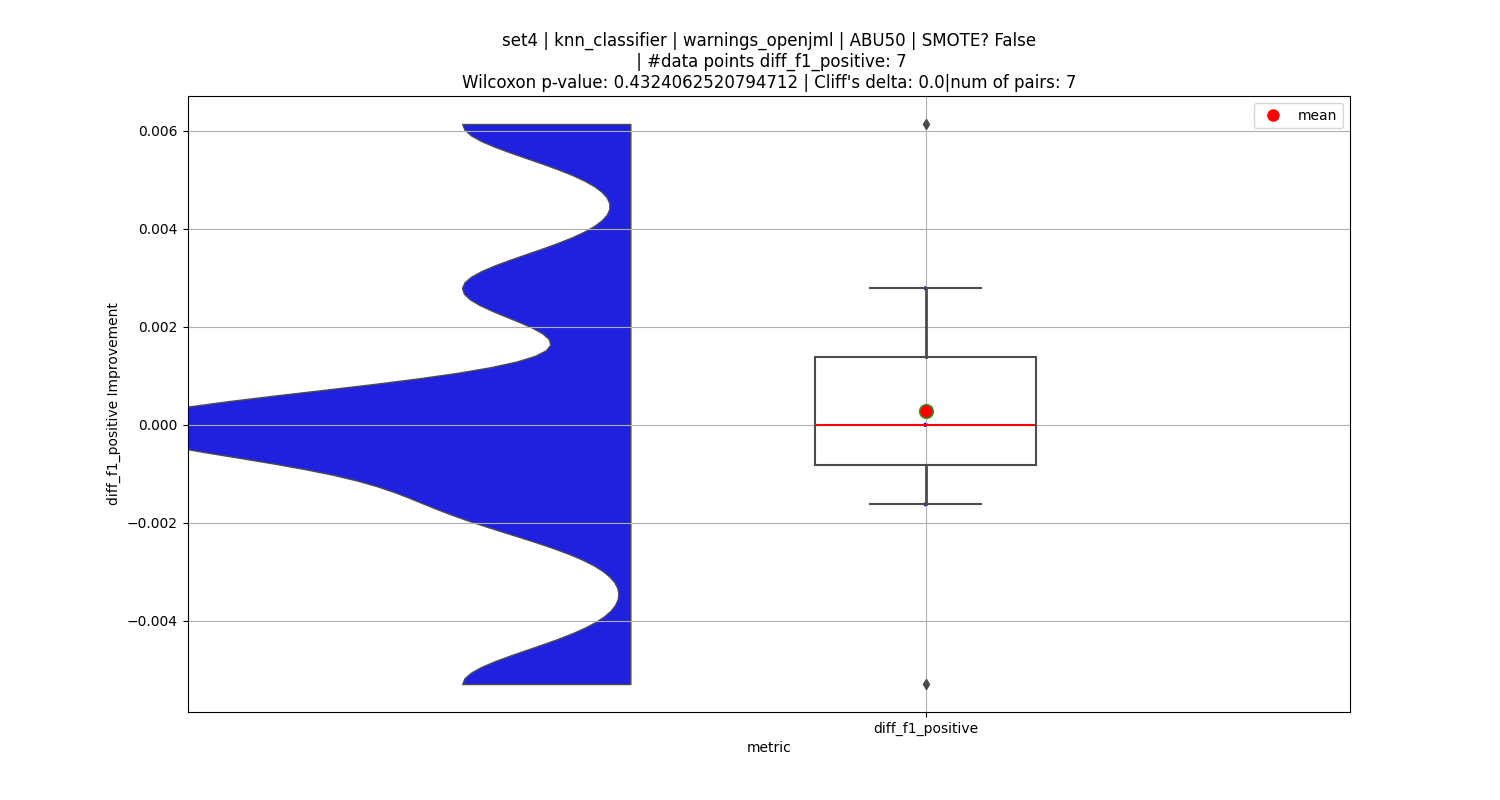 set4 | knn_classifier | warnings_openjml | ABU50 | SMOTE? False
| #data points diff_f1_positive: 7
Wilcoxon p-value: 0.4324062520794712 | Cliff's delta: 0.0|num of pairs: 7
mean
0.006
0.004
0.002
0.000
−0.002
−0.004
diff_f1_positive Improvement
diff_f1_positive
metric